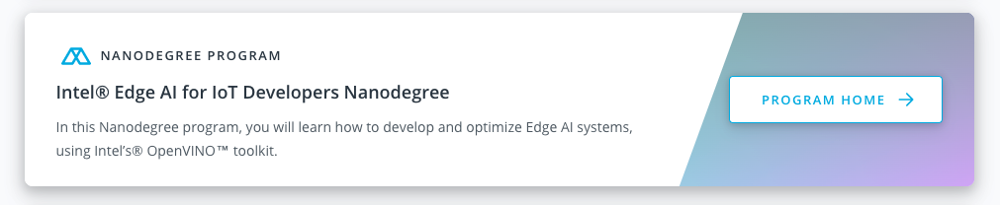 NANODEGREE PROGRAM
Intel® Edge AI for IoT Developers Nanodegree
In this Nanodegree program, you will learn how to develop and optimize Edge AI systems,
using Intel's® OpenVINO™ toolkit.
PROGRAM HOME →